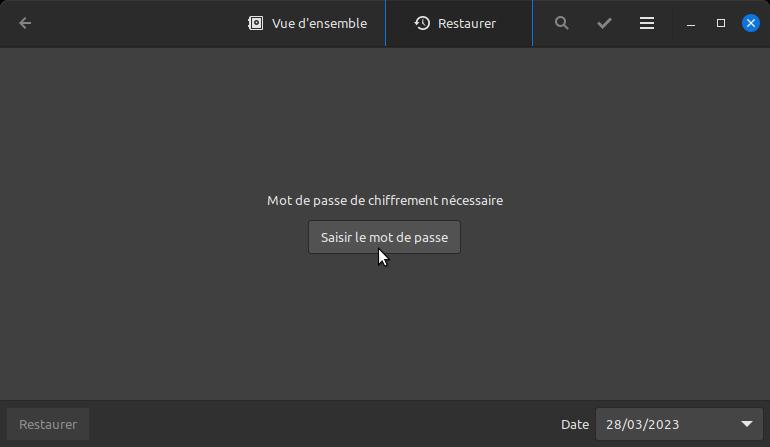 Vue d'ensemble
Restaurer
Mot de passe de chiffrement nécessaire
Saisir le mot de passe
Restaurer
Date
28/03/2023